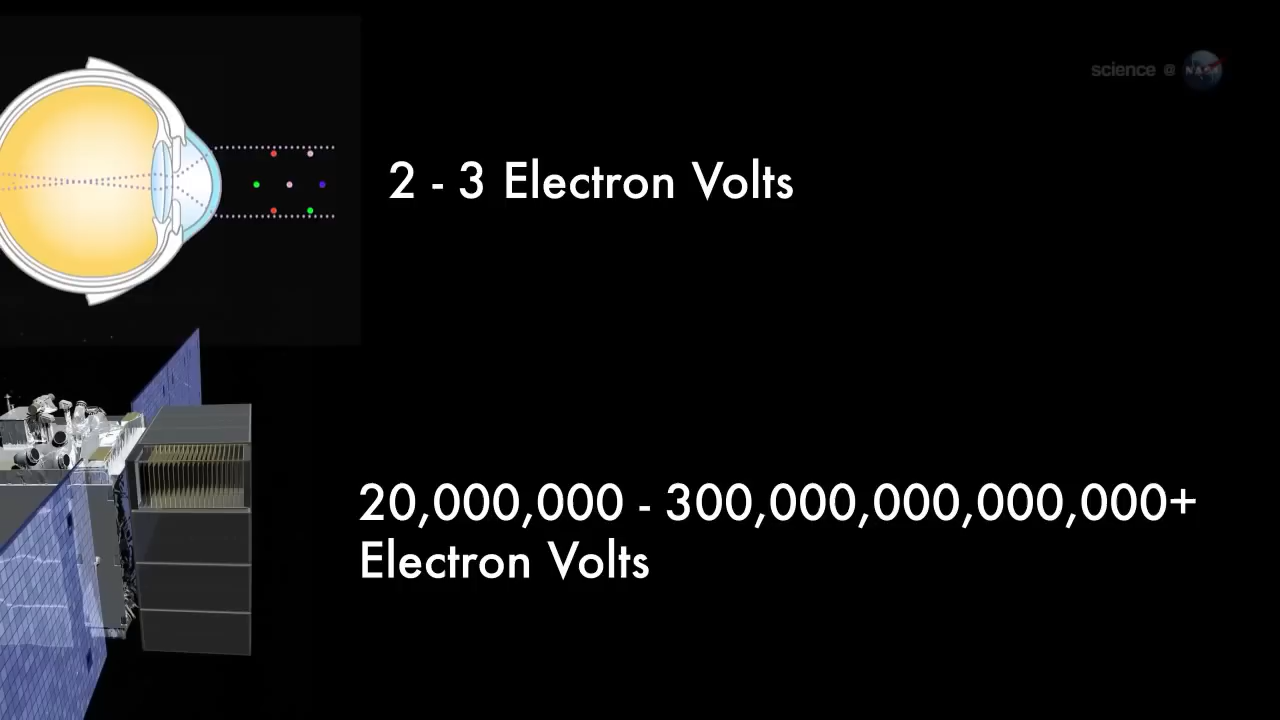 science @ NASA
2 - 3 Electron Volts
20,000,000 - 300,000,000,000,000+
Electron Volts